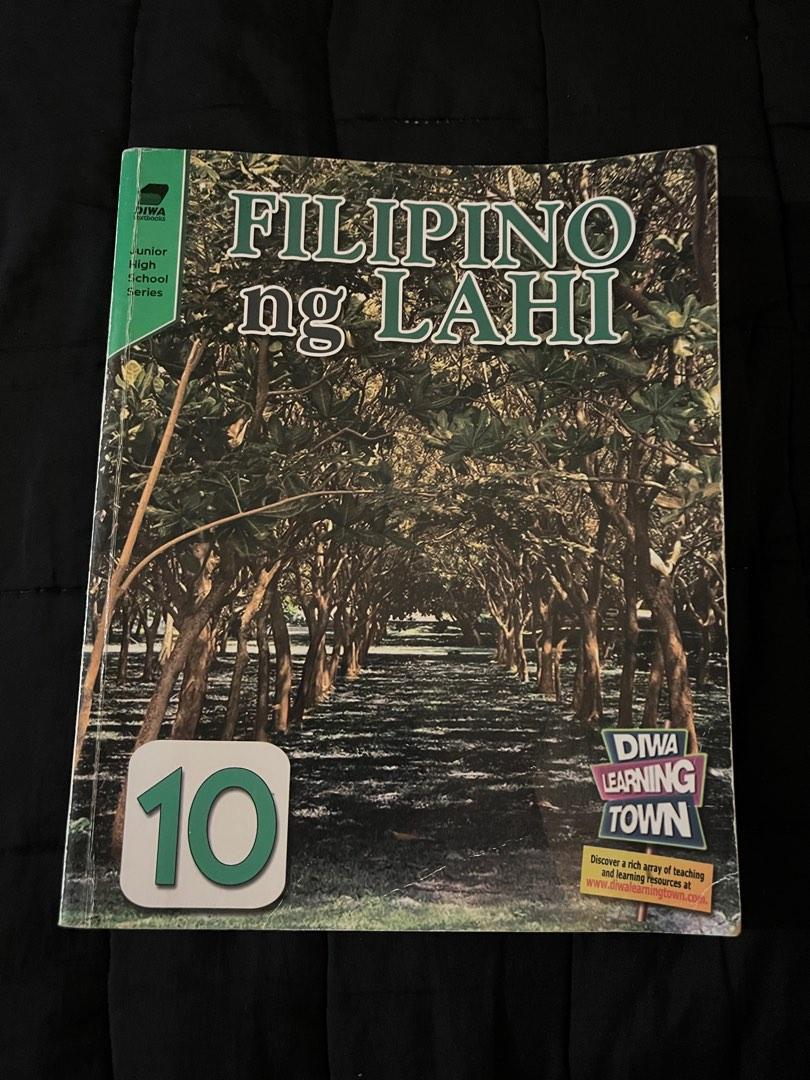 DIWA
textbooks
Junior
High
School
Series
FILIPINO
ng LAHI
10
DIWA
LEARNING
TOWN
Discover a rich array of teaching
and learning resources at
www.diwalearningtown.com.